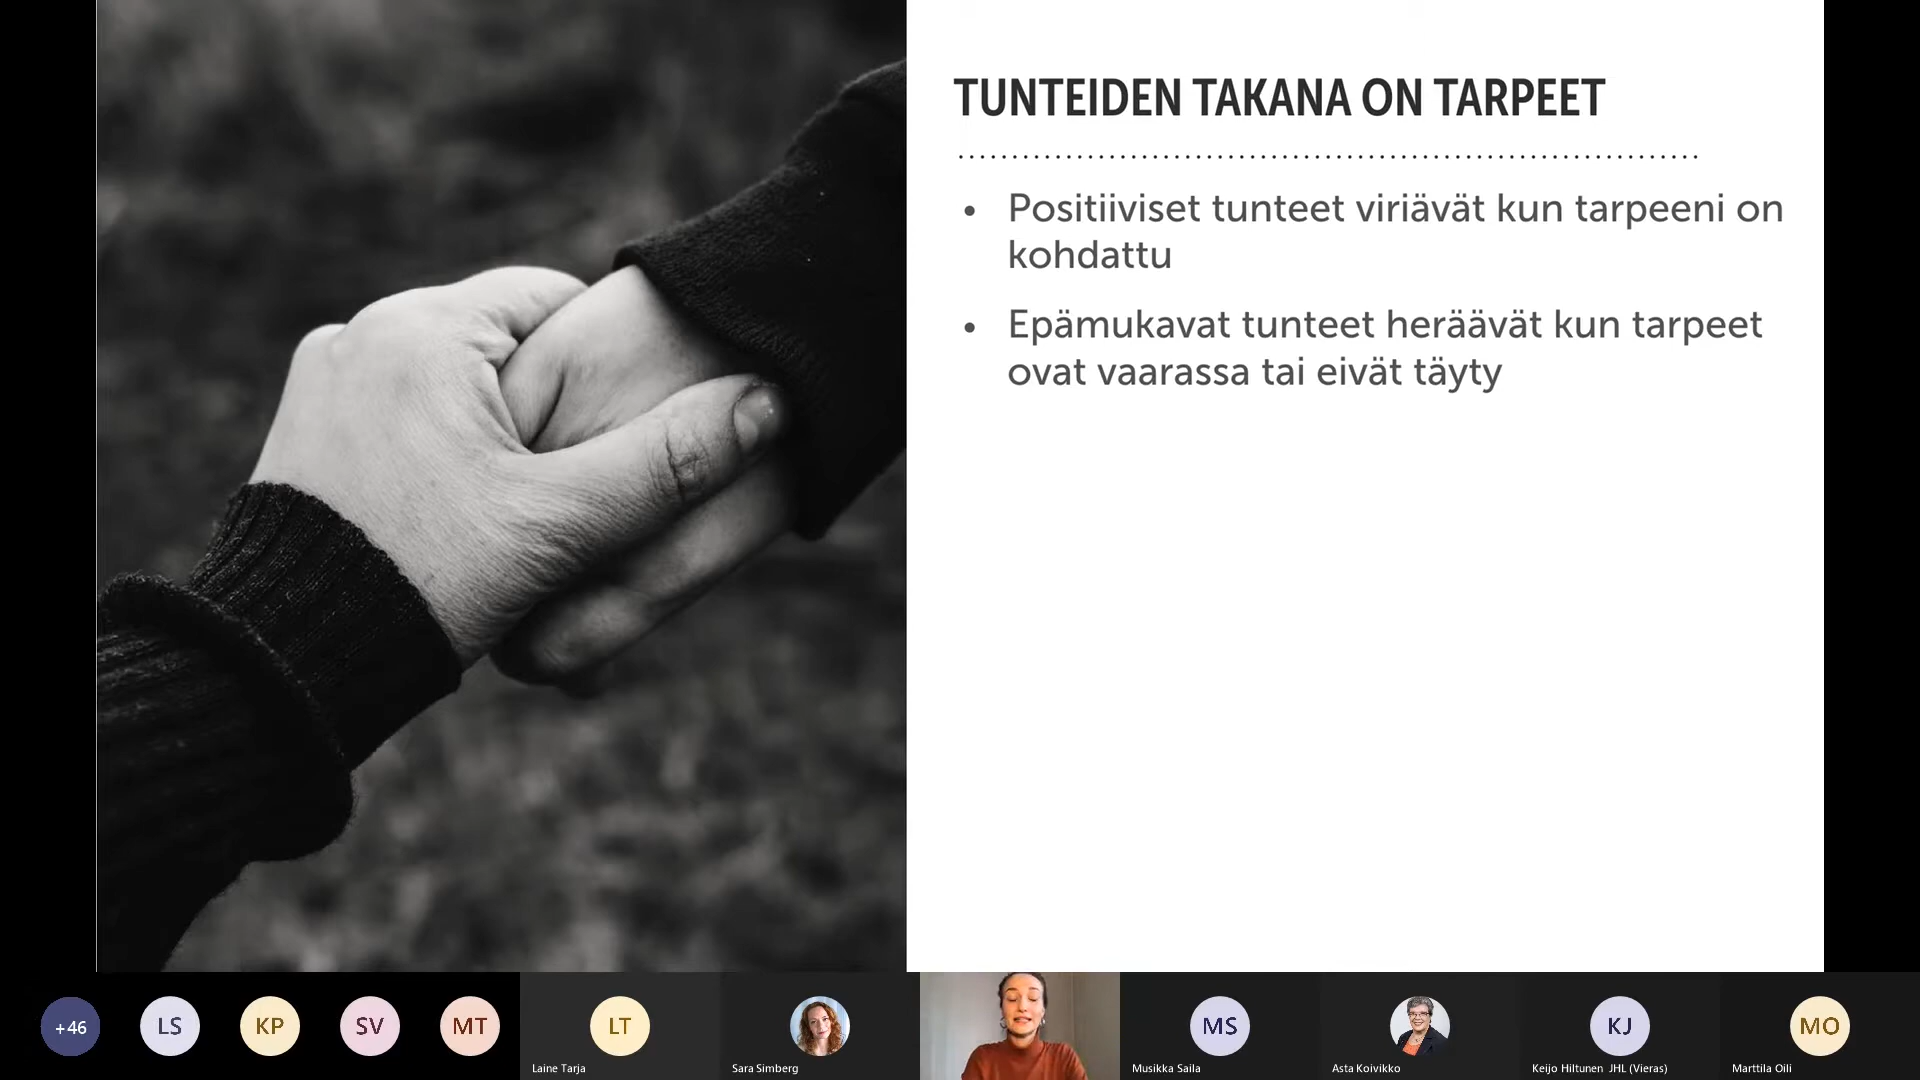 TUNTEIDEN TAKANA ON TARPEET
• Positiiviset tunteet viriävät kun tarpeeni on
kohdattu
• Epämukavat tunteet heräävät kun tarpeet
ovat vaarassa tai eivät täyty
+46
LS
KP
SV
MT
LT
MS
KJ
MO
Laine Tarja
Sara Simberg
Musikka Saila
Asta Koivikko
Keijo Hiltunen JHL (Vieras)
Marttila Oili